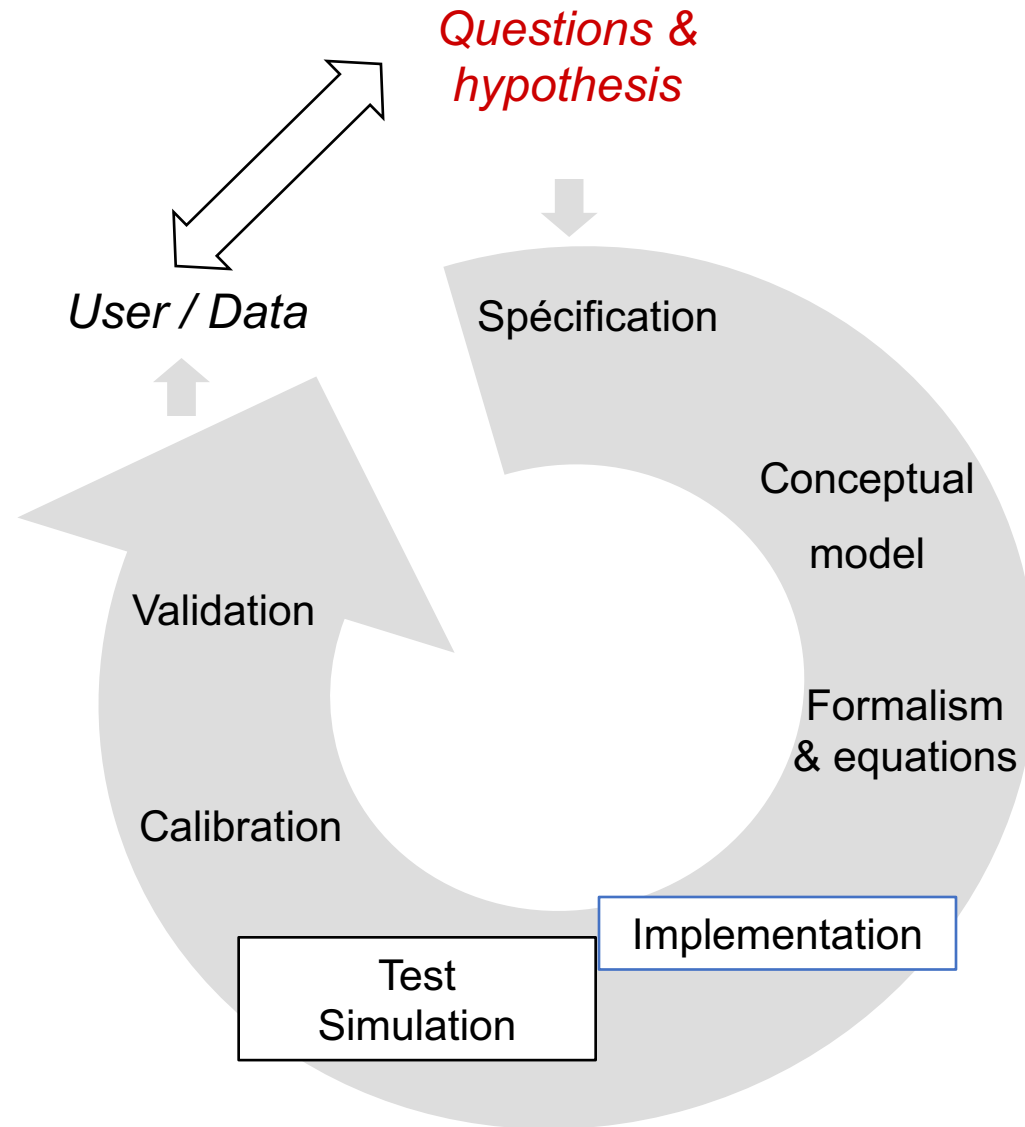 Questions &
hypothesis
User / Data
Spécification
Conceptual
model
Formalism
& equations
Implementation
Test
Simulation
Calibration
Validation